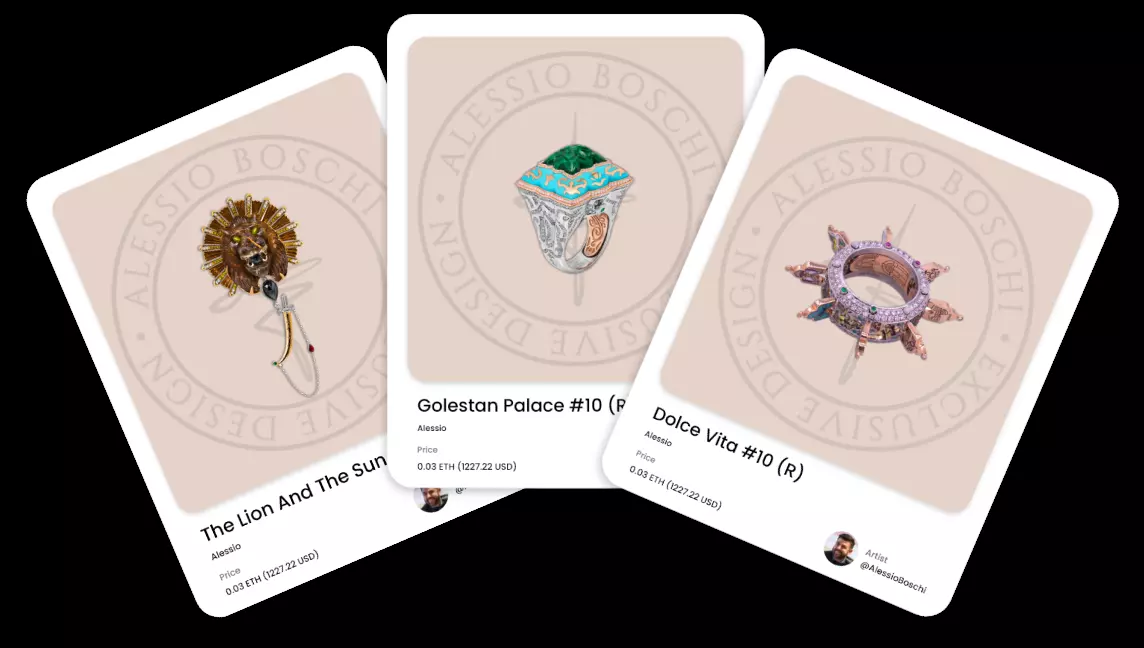 ALESSIO BOSCHI
EXCLUSIVE DESIGN
The Lion And The Sun
Alessio
Price
0.03 ETH (1227.22 USD)
@
ALESSIO BOSCHI
EXCLUSIVE DESIGN
Golestan Palace #10 (R
Alessio
Price
0.03 ETH (1227.22 USD)
ALESSIO BOSCHI
EXCLUSIVE DESIGN
Dolce Vita #10 (R)
Alessio
Price
0.03 ETH (1227.22 USD)
Artist
@AlessioBoschi